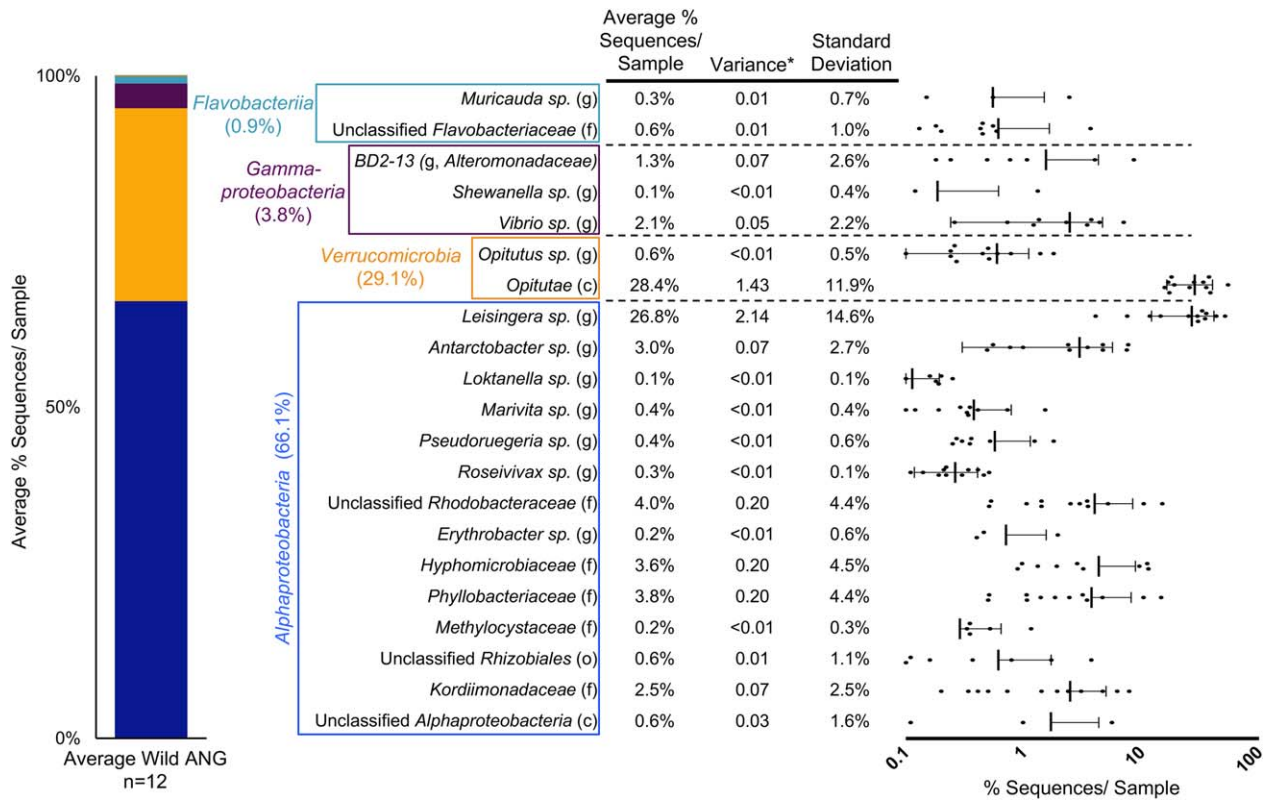 Average %
Sequences/
Sample
Variance*
Standard
Deviation
100%
50%
0%
Average % Sequences/ Sample
Average Wild ANG
n=12
Flavobacteriia
(0.9%)
Muricauda sp. (g) 0.3% 0.01 0.7%
Unclassified Flavobacteriaceae (f) 0.6% 0.01 1.0%
Gamma-
proteobacteria
(3.8%)
BD2-13 (g, Alteromonadaceae) 1.3% 0.07 2.6%
Shewanella sp. (g) 0.1% <0.01 0.4%
Vibrio sp. (g) 2.1% 0.05 2.2%
Verrucomicrobia
(29.1%)
Opitutus sp. (g) 0.6% <0.01 0.5%
Opitutae (c) 28.4% 1.43 11.9%
Alphaproteobacteria (66.1%)
Leisingera sp. (g) 26.8% 2.14 14.6%
Antarctobacter sp. (g) 3.0% 0.07 2.7%
Loktanella sp. (g) 0.1% <0.01 0.1%
Marivita sp. (g) 0.4% <0.01 0.4%
Pseudoruegeria sp. (g) 0.4% <0.01 0.6%
Roseivivax sp. (g) 0.3% <0.01 0.1%
Unclassified Rhodobacteraceae (f) 4.0% 0.20 4.4%
Erythrobacter sp. (g) 0.2% <0.01 0.6%
Hyphomicrobiaceae (f) 3.6% 0.20 4.5%
Phyllobacteriaceae (f) 3.8% 0.20 4.4%
Methylocystaceae (f) 0.2% <0.01 0.3%
Unclassified Rhizobiales (o) 0.6% 0.01 1.1%
Kordiimonadaceae (f) 2.5% 0.07 2.5%
Unclassified Alphaproteobacteria (c) 0.6% 0.03 1.6%
0.1 1 10 100
% Sequences/ Sample